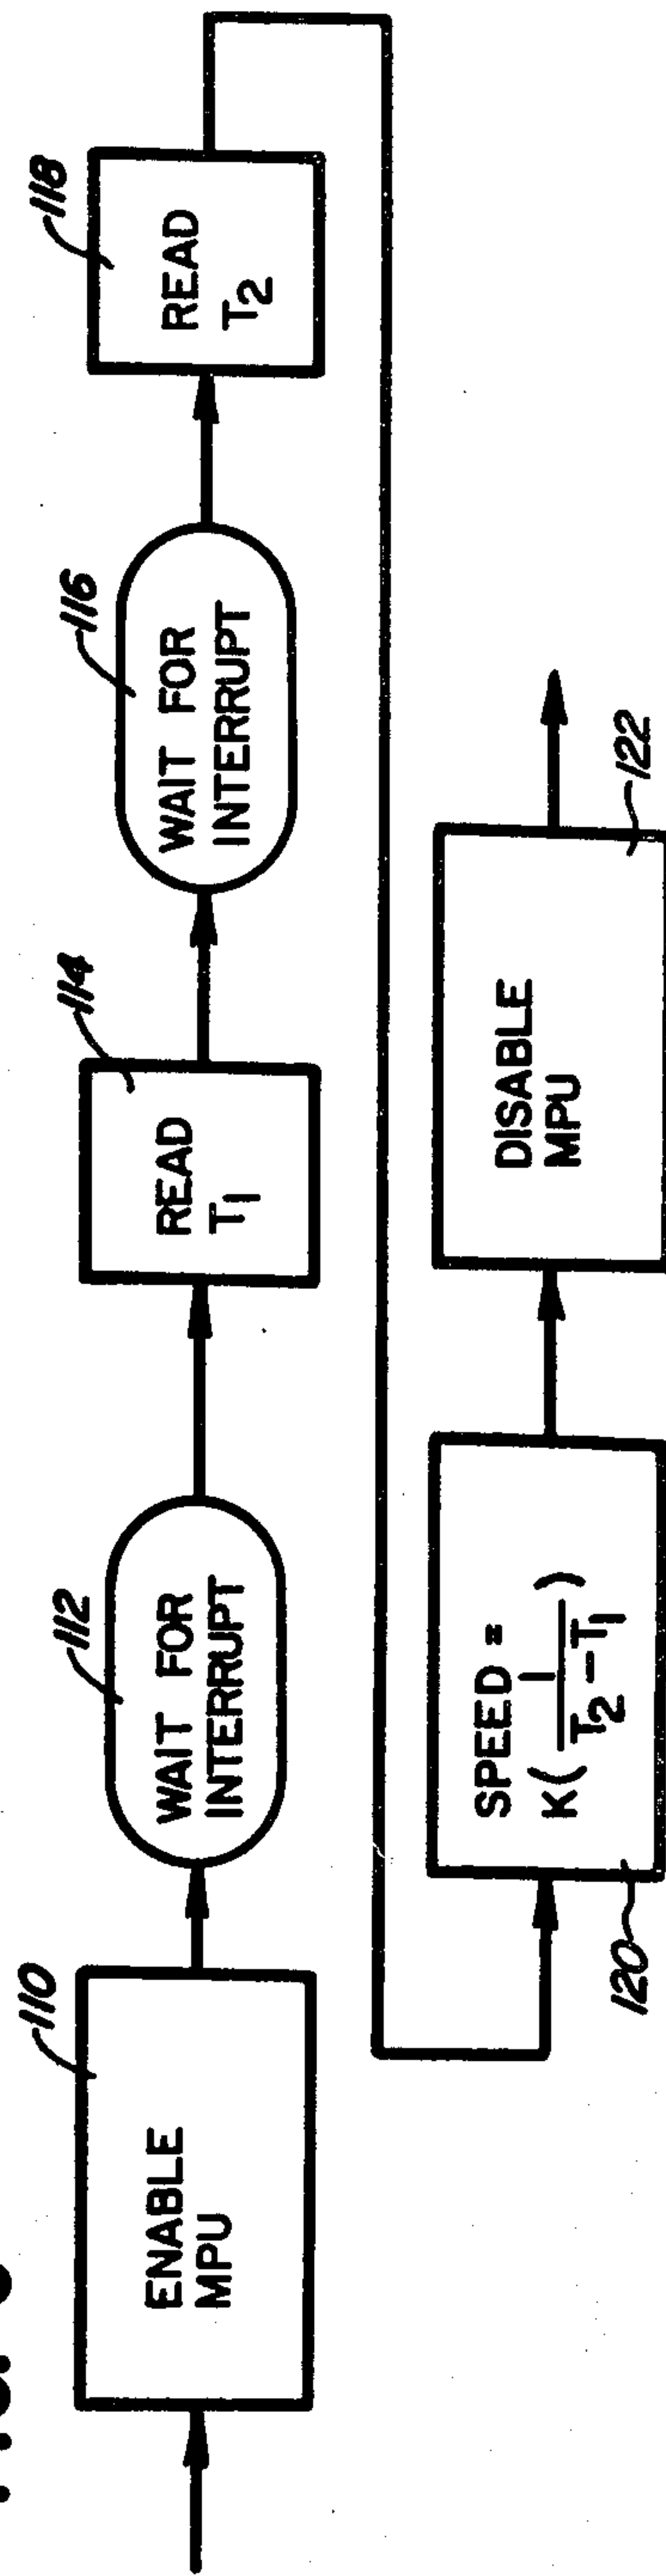 110
ENABLE
MPU
112
WAIT FOR
INTERRUPT
114
READ
T1
116
WAIT FOR
INTERRUPT
118
READ
T2
120
SPEED =
K( 1 / T2-T1 )
122
DISABLE
MPU